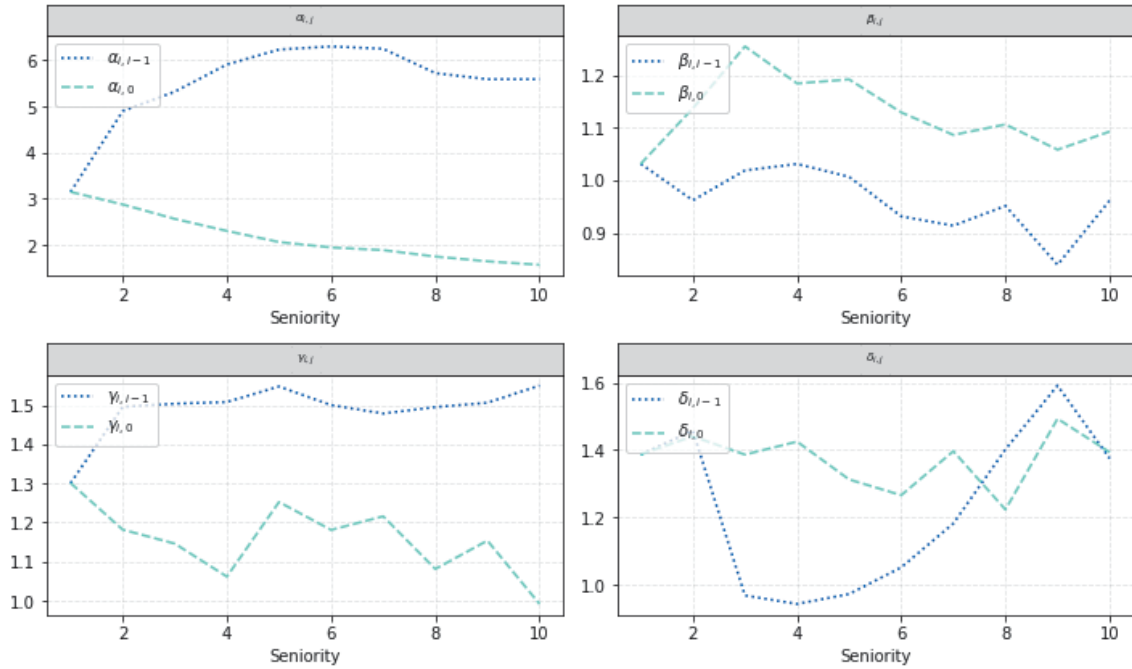 α_{i,j}
α_{i,i−1}
α_{i,0}
6
5
4
3
2
2 4 6 8 10
Seniority
β_{i,j}
β_{i,i−1}
β_{i,0}
1.2
1.1
1.0
0.9
2 4 6 8 10
Seniority
γ_{i,j}
γ_{i,i−1}
γ_{i,0}
1.5
1.4
1.3
1.2
1.1
1.0
2 4 6 8 10
Seniority
δ_{i,j}
δ_{i,i−1}
δ_{i,0}
1.6
1.4
1.2
1.0
2 4 6 8 10
Seniority